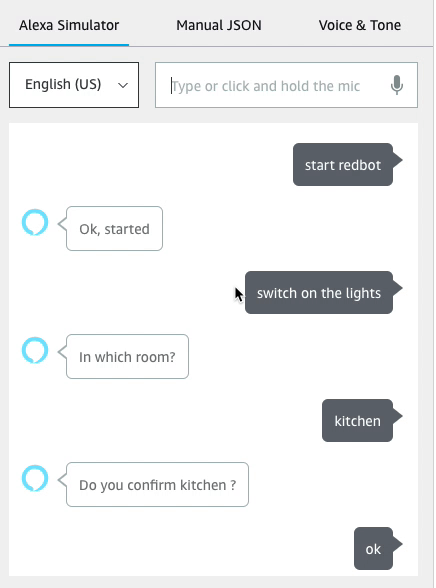 Alexa Simulator Manual JSON Voice & Tone
English (US) Type or click and hold the mic
start redbot
Ok, started
switch on the lights
In which room?
kitchen
Do you confirm kitchen ?
ok